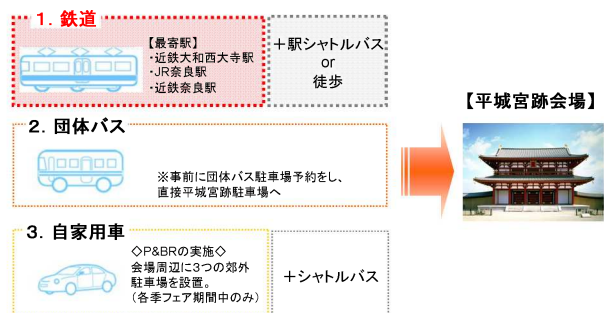 1. 鉄道
【最寄駅】
・近鉄大和西大寺駅
・JR奈良駅
・近鉄奈良駅
＋駅シャトルバス
or
徒歩
2. 団体バス
※事前に団体バス駐車場予約をし、
直接平城宮跡駐車場へ
3. 自家用車
◇P&BRの実施◇
会場周辺に3つの郊外
駐車場を設置。
（各季フェア期間中のみ）
＋シャトルバス
【平城宮跡会場】